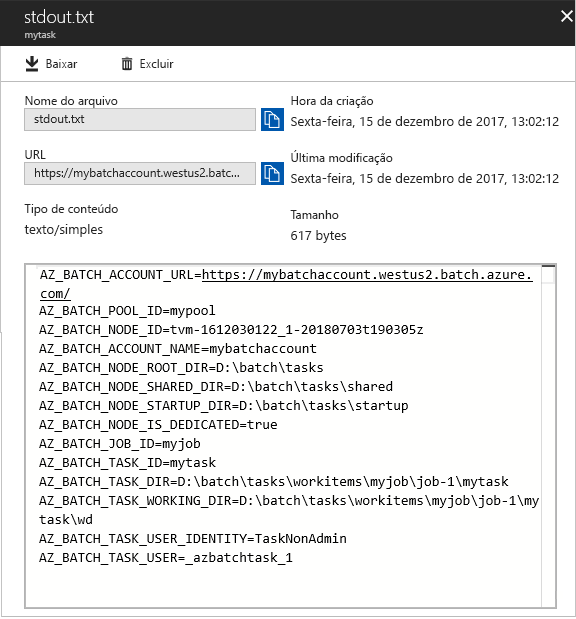 stdout.txt
mytask
Baixar
Excluir
Nome do arquivo
stdout.txt
Hora da criação
Sexta-feira, 15 de dezembro de 2017, 13:02:12
URL
https://mybatchaccount.westus2.batc...
Última modificação
Sexta-feira, 15 de dezembro de 2017, 13:02:12
Tipo de conteúdo
texto/simples
Tamanho
617 bytes
AZ_BATCH_ACCOUNT_URL=https://mybatchaccount.westus2.batch.azure.
com/
AZ_BATCH_POOL_ID=mypool
AZ_BATCH_NODE_ID=tvm-1612030122_1-20180703t190305z
AZ_BATCH_ACCOUNT_NAME=mybatchaccount
AZ_BATCH_NODE_ROOT_DIR=D:\batch\tasks
AZ_BATCH_NODE_SHARED_DIR=D:\batch\tasks\shared
AZ_BATCH_NODE_STARTUP_DIR=D:\batch\tasks\startup
AZ_BATCH_NODE_IS_DEDICATED=true
AZ_BATCH_JOB_ID=myjob
AZ_BATCH_TASK_ID=mytask
AZ_BATCH_TASK_DIR=D:\batch\tasks\workitems\myjob\job-1\mytask
AZ_BATCH_TASK_WORKING_DIR=D:\batch\tasks\workitems\myjob\job-1\my
task\wd
AZ_BATCH_TASK_USER_IDENTITY=TaskNonAdmin
AZ_BATCH_TASK_USER=_azbatchtask_1